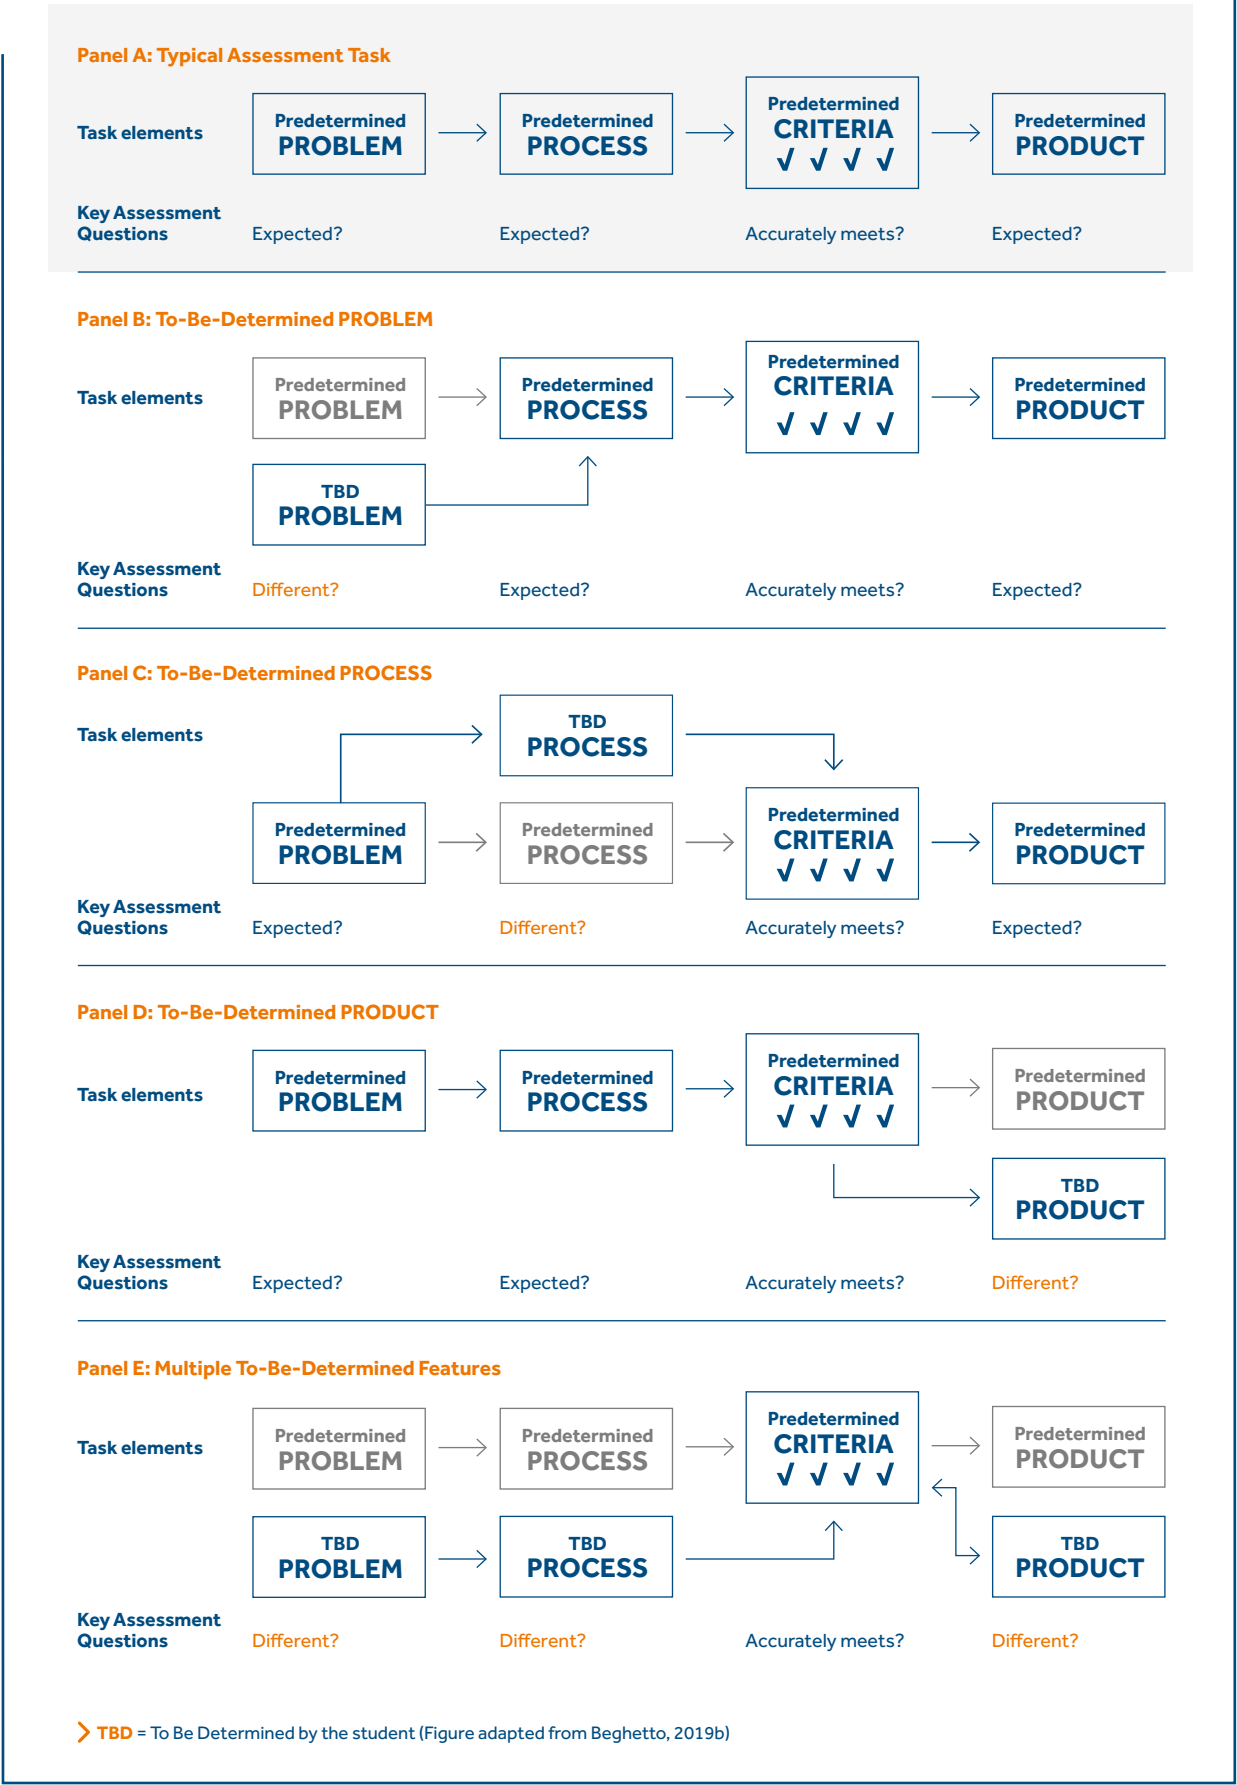 Panel A: Typical Assessment Task
Task elements
Predetermined
PROBLEM
Predetermined
PROCESS
Predetermined
CRITERIA
√ √ √ √
Predetermined
PRODUCT
Key Assessment
Questions
Expected?
Expected?
Accurately meets?
Expected?
Panel B: To-Be-Determined PROBLEM
Task elements
Predetermined
PROBLEM
Predetermined
PROCESS
Predetermined
CRITERIA
√ √ √ √
Predetermined
PRODUCT
TBD
PROBLEM
Key Assessment
Questions
Different?
Expected?
Accurately meets?
Expected?
Panel C: To-Be-Determined PROCESS
Task elements
TBD
PROCESS
Predetermined
PROBLEM
Predetermined
PROCESS
Predetermined
CRITERIA
√ √ √ √
Predetermined
PRODUCT
Key Assessment
Questions
Expected?
Different?
Accurately meets?
Expected?
Panel D: To-Be-Determined PRODUCT
Task elements
Predetermined
PROBLEM
Predetermined
PROCESS
Predetermined
CRITERIA
√ √ √ √
Predetermined
PRODUCT
TBD
PRODUCT
Key Assessment
Questions
Expected?
Expected?
Accurately meets?
Different?
Panel E: Multiple To-Be-Determined Features
Task elements
Predetermined
PROBLEM
Predetermined
PROCESS
Predetermined
CRITERIA
√ √ √ √
Predetermined
PRODUCT
TBD
PROBLEM
TBD
PROCESS
TBD
PRODUCT
Key Assessment
Questions
Different?
Different?
Accurately meets?
Different?
TBD = To Be Determined by the student (Figure adapted from Beghetto, 2019b)